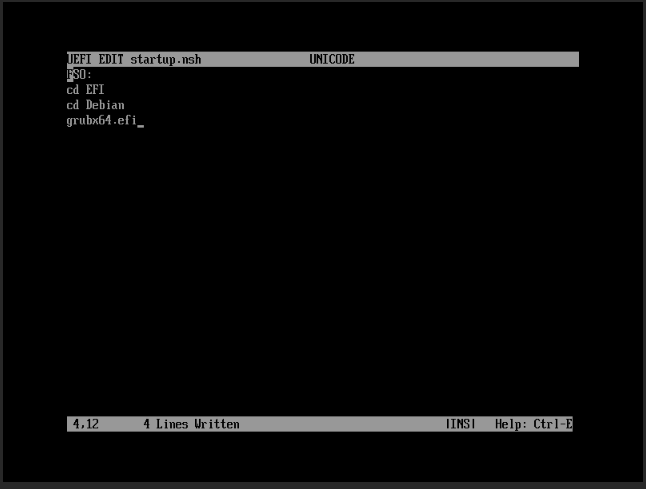 UEFI EDIT startup.nsh UNICODE
FS0:
cd EFI
cd Debian
grubx64.efi
4,12 4 Lines Written |INS| Help: Ctrl-E